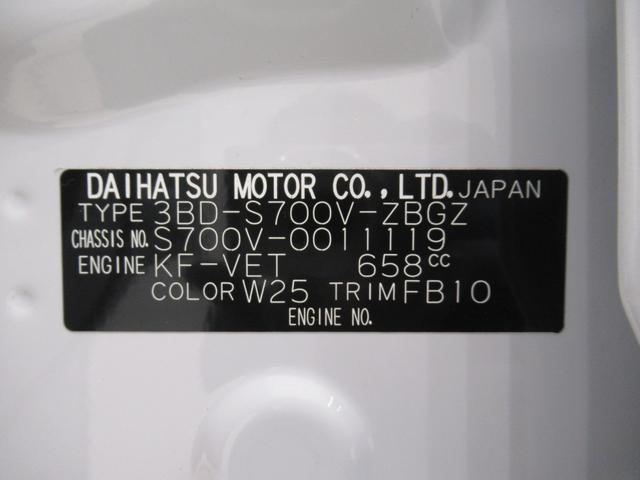 DAIHATSU MOTOR CO., LTD. JAPAN
TYPE 3BD-S700V-ZBGZ
CHASSIS NO. S700V-0011119
ENGINE KF-VET 658CC
COLOR W25 TRIM FB10
ENGINE NO.